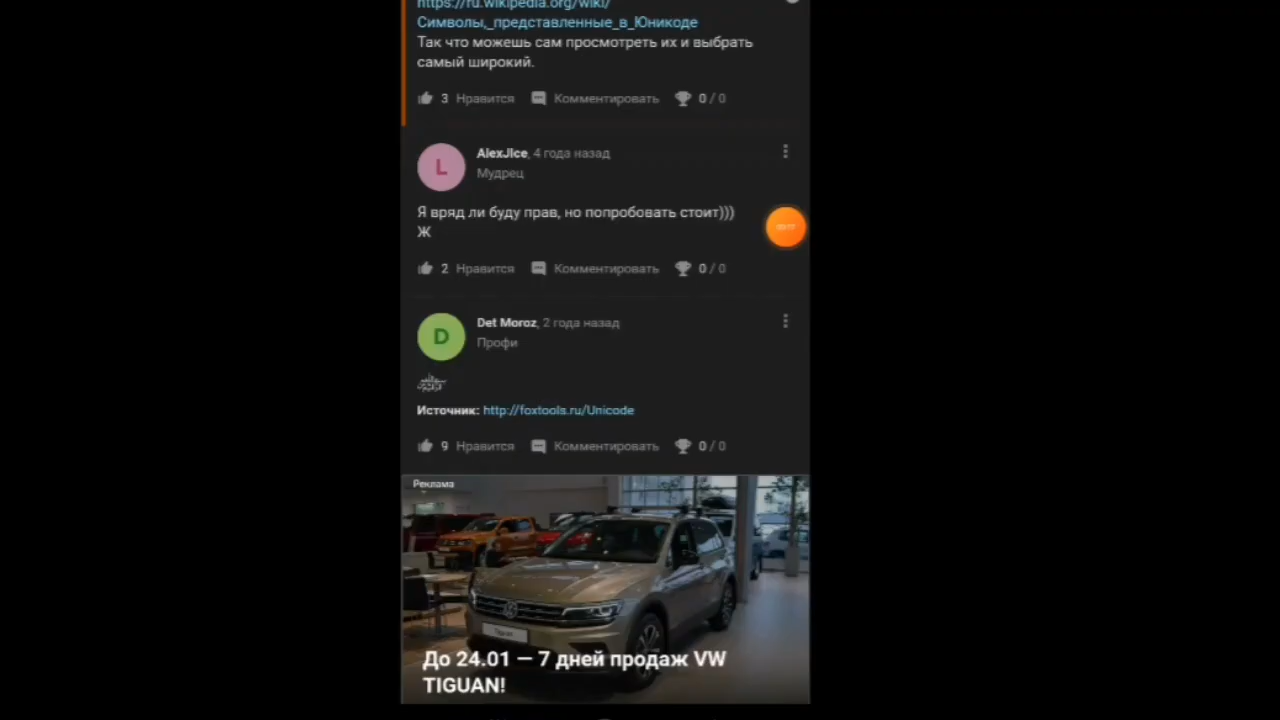 https://ru.wikipedia.org/wiki/
Символы,_представленные_в_Юникоде
Так что можешь сам просмотреть их и выбрать
самый широкий.
3 Нравится Комментировать 0 / 0
L
AlexJIce, 4 года назад
Мудрец
Я вряд ли буду прав, но попробовать стоит)))
Ж
2 Нравится Комментировать 0 / 0
D
Det Moroz, 2 года назад
Профи
Источник: http://foxtools.ru/Unicode
9 Нравится Комментировать 0 / 0
Реклама
Tiguan
До 24.01 — 7 дней продаж VW
TIGUAN!